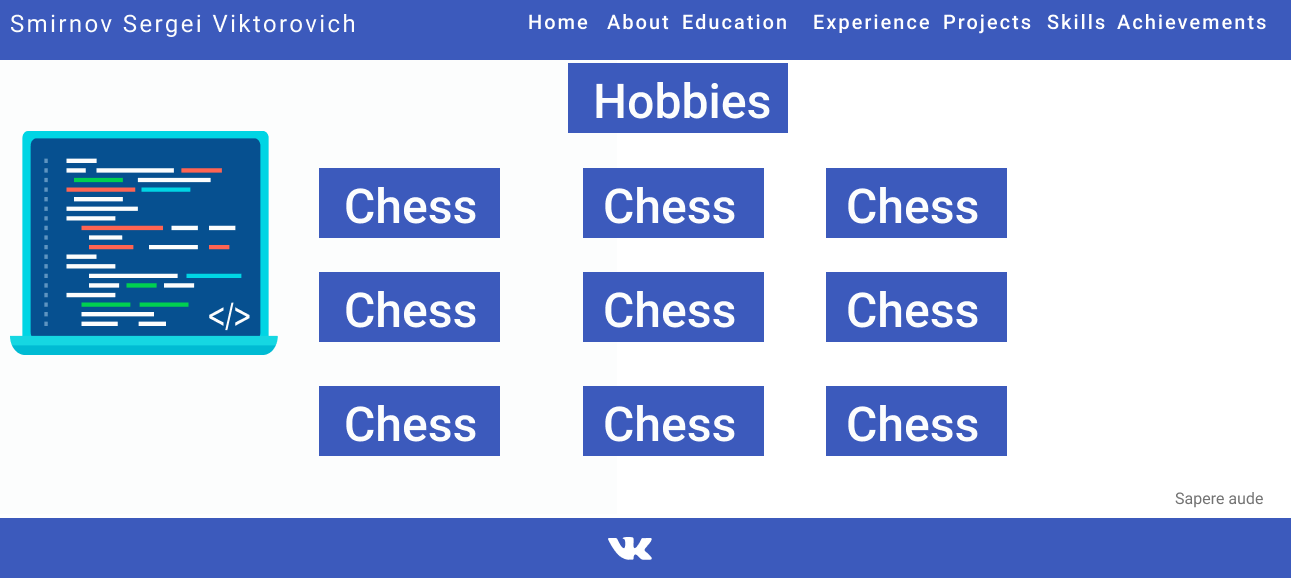 Smirnov Sergei Viktorovich Home About Education Experience Projects Skills Achievements
Hobbies
Chess Chess Chess
Chess Chess Chess
</>
Chess Chess Chess
Sapere aude